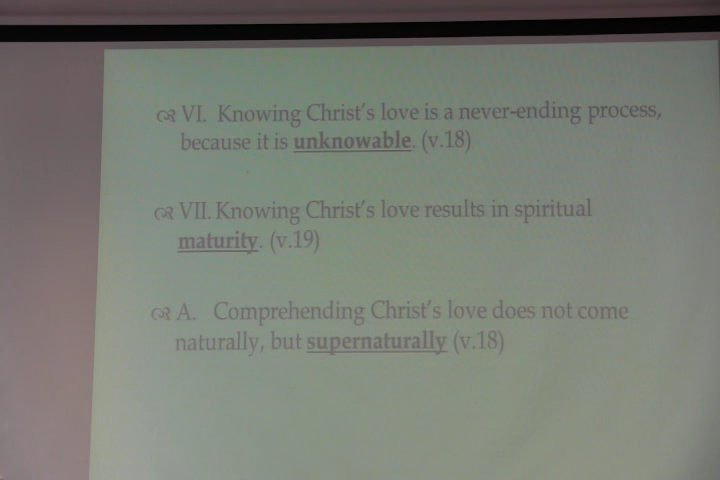 VI. Knowing Christ's love is a never-ending process,
because it is unknowable. (v.18)
VII. Knowing Christ's love results in spiritual
maturity. (v.19)
A. Comprehending Christ's love does not come
naturally, but supernaturally (v.18)